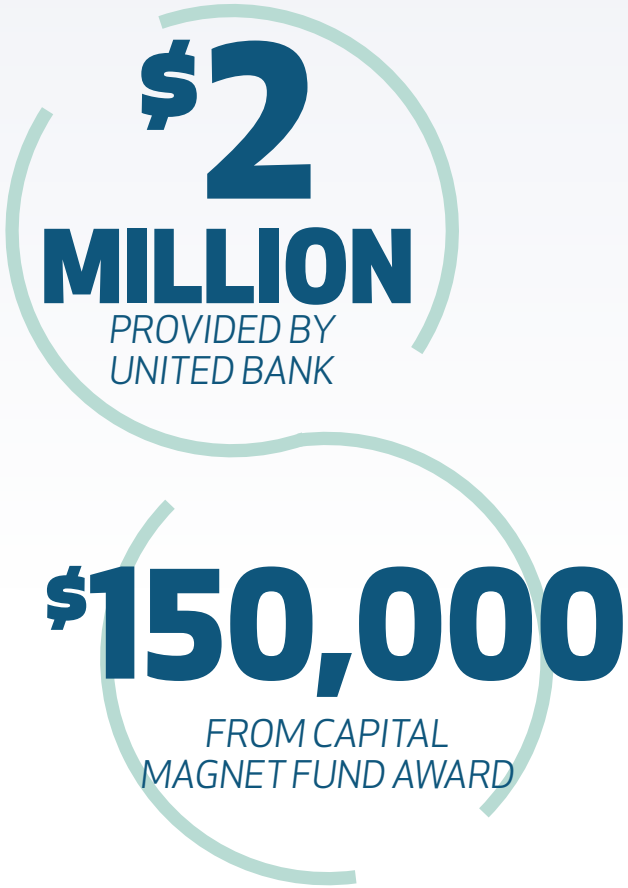 $2
MILLION
PROVIDED BY
UNITED BANK
$150,000
FROM CAPITAL
MAGNET FUND AWARD